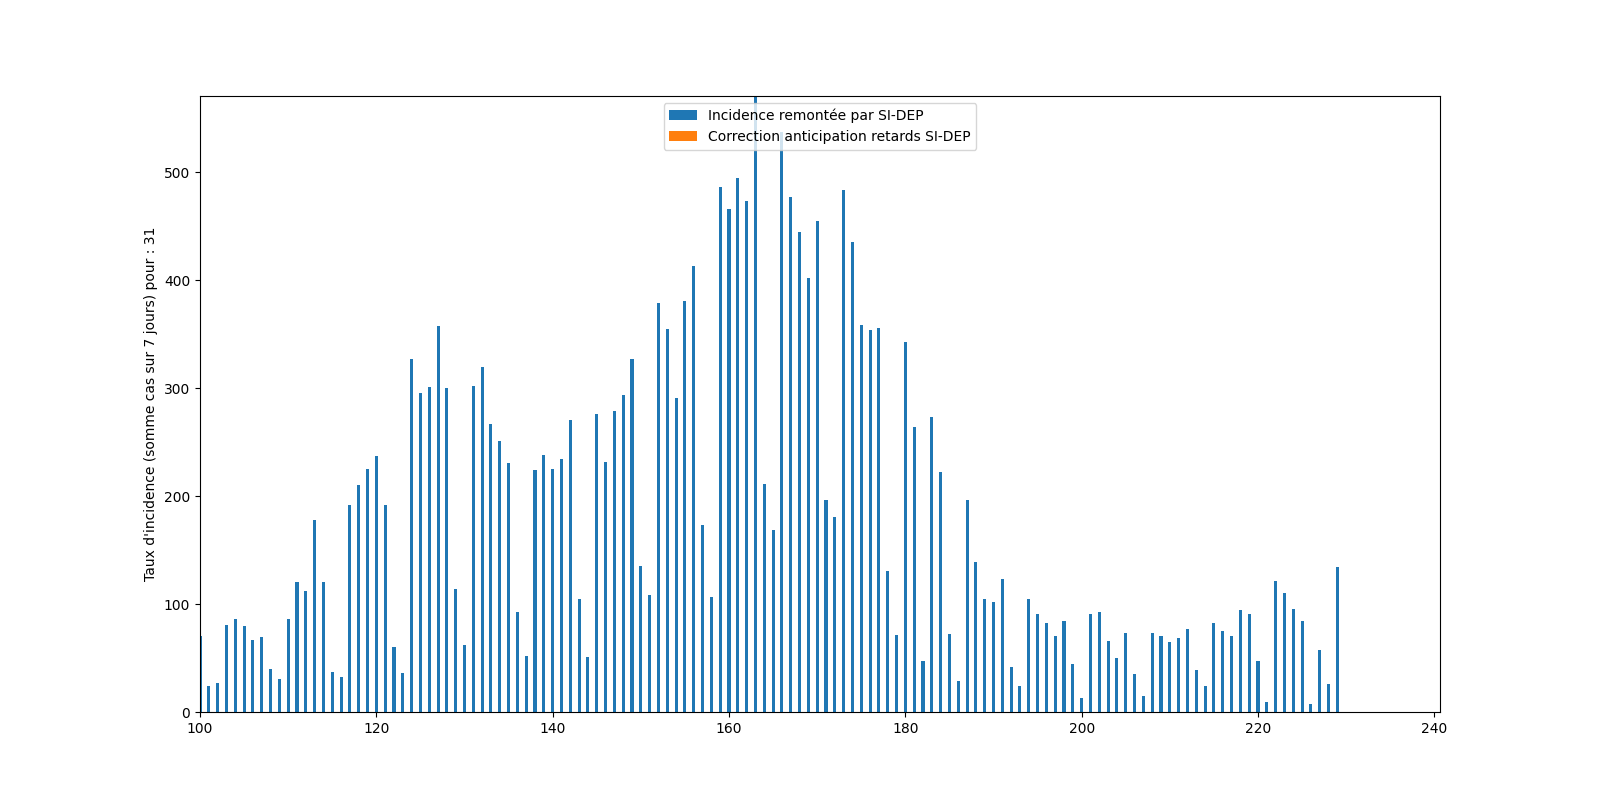 Incidence remontée par SI-DEP
Correction anticipation retards SI-DEP
Taux d'incidence (somme cas sur 7 jours) pour : 31
500
400
300
200
100
0
100 120 140 160 180 200 220 240